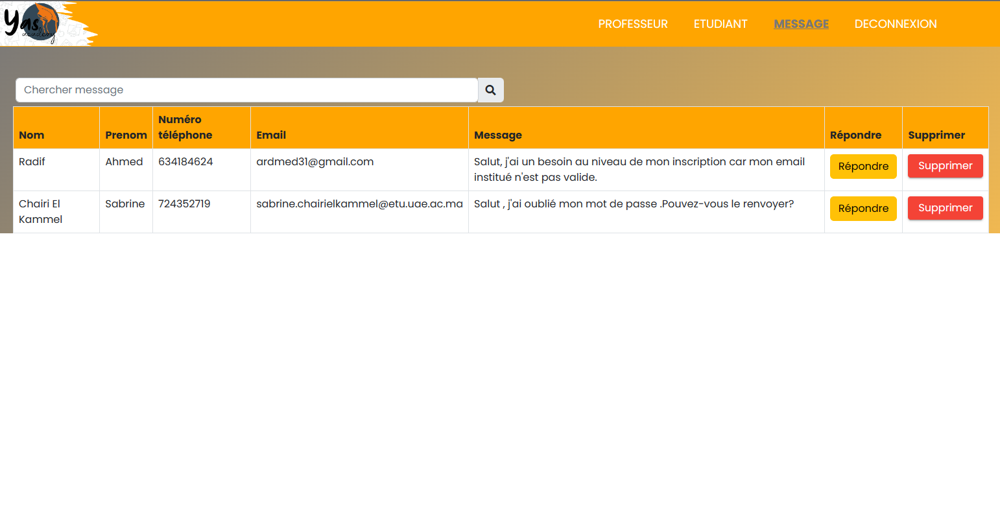 Yas
academy
PROFESSEUR ETUDIANT MESSAGE DECONNEXION
Chercher message
Nom Prenom Numéro téléphone Email Message Répondre Supprimer
Radif Ahmed 634184624 ardmed31@gmail.com Salut, j'ai un besoin au niveau de mon inscription car mon email
institué n'est pas valide. Répondre Supprimer
Chairi El
Kammel Sabrine 724352719 sabrine.chairielkammel@etu.uae.ac.ma Salut , j'ai oublié mon mot de passe .Pouvez-vous le renvoyer? Répondre Supprimer